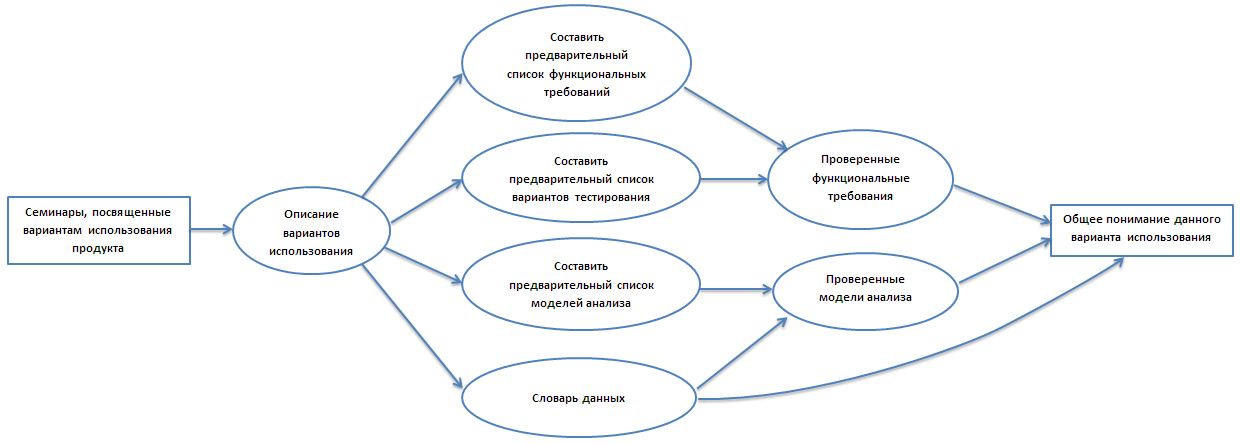 Семинары, посвященные
вариантам использования
продукта
Описание
вариантов
использования
Составить
предварительный
список функциональных
требований
Составить
предварительный список
вариантов тестирования
Составить
предварительный список
моделей анализа
Словарь данных
Проверенные
функциональные
требования
Проверенные
модели анализа
Общее понимание данного
варианта использования